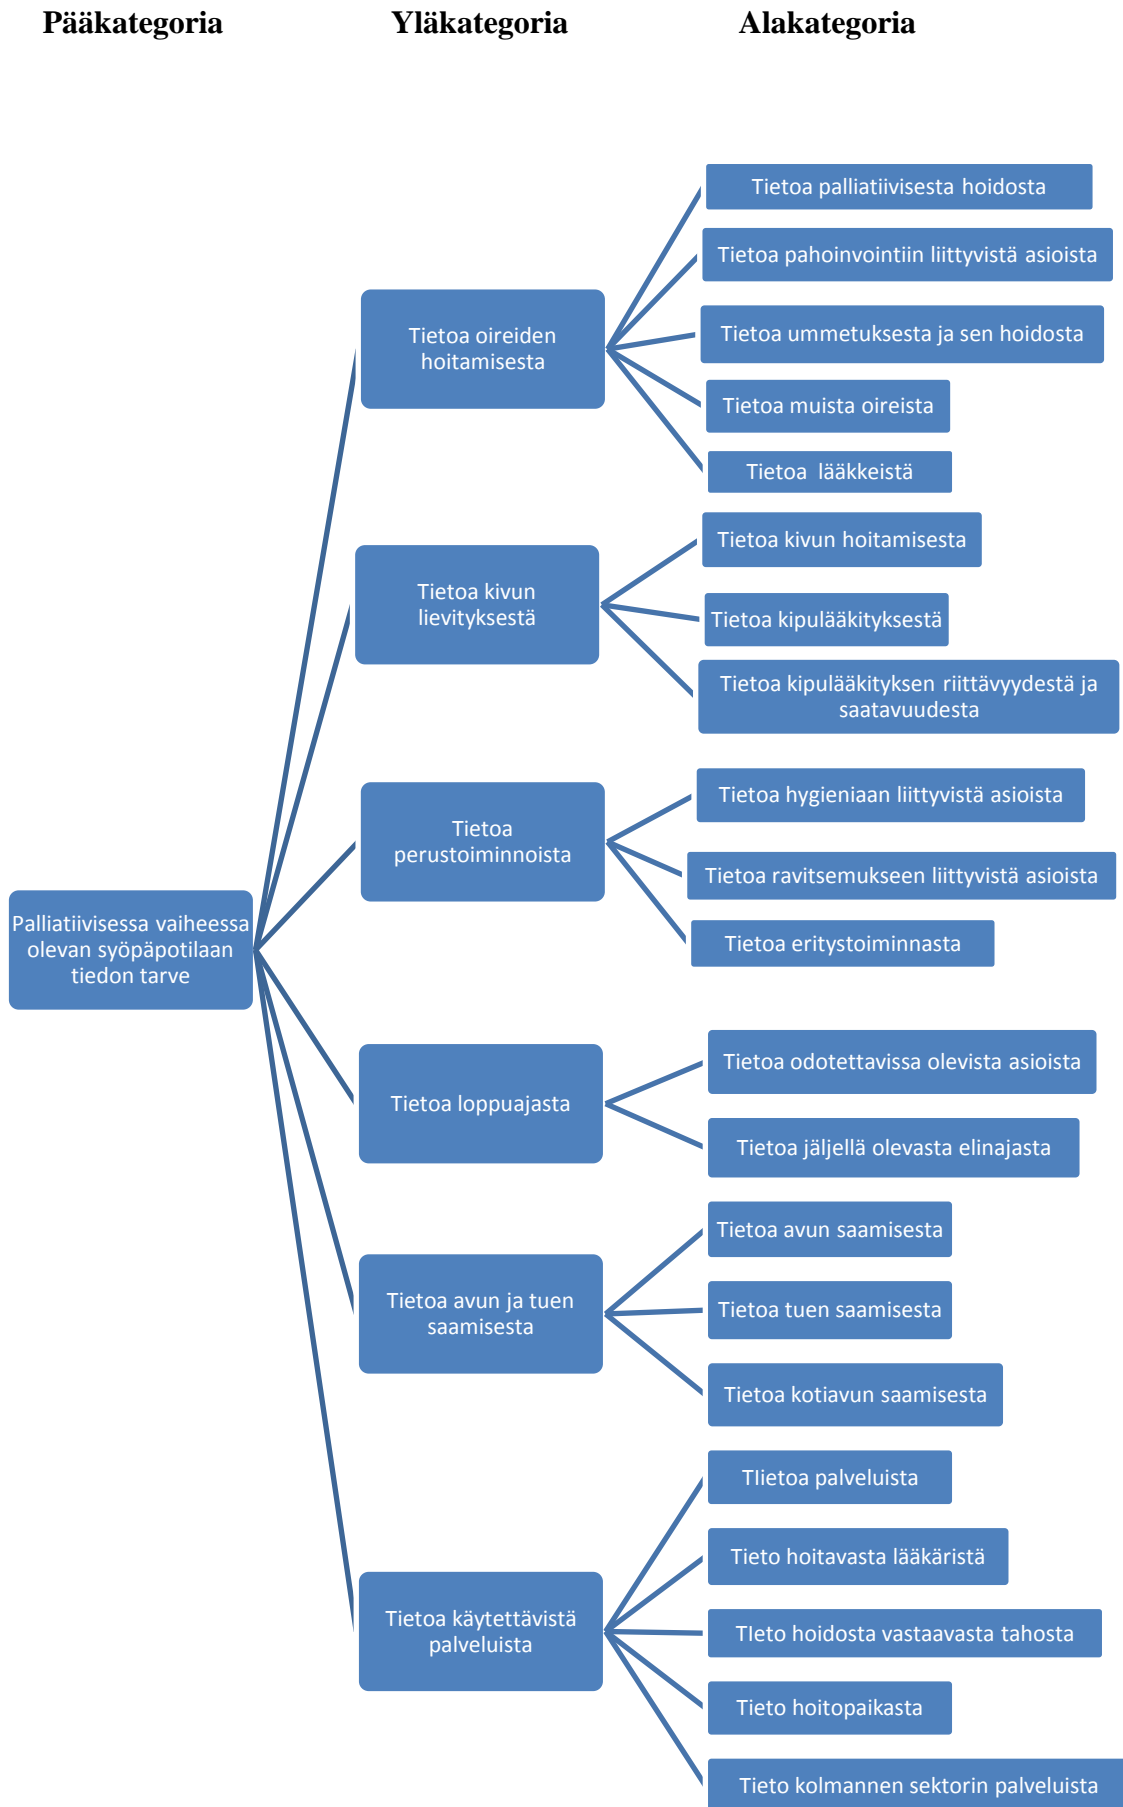 Pääkategoria Yläkategoria Alakategoria
Palliatiivisessa vaiheessa
olevan syöpäpotilaan
tiedon tarve
Tietoa oireiden
hoitamisesta
Tietoa palliatiivisesta hoidosta
Tietoa pahoinvointiin liittyvistä asioista
Tietoa ummetuksesta ja sen hoidosta
Tietoa muista oireista
Tietoa lääkkeistä
Tietoa kivun
lievityksestä
Tietoa kivun hoitamisesta
Tietoa kipulääkityksestä
Tietoa kipulääkityksen riittävyydestä ja
saatavuudesta
Tietoa
perustoiminnoista
Tietoa hygieniaan liittyvistä asioista
Tietoa ravitsemukseen liittyvistä asioista
Tietoa eritystoiminnasta
Tietoa loppuajasta
Tietoa odotettavissa olevista asioista
Tietoa jäljellä olevasta elinajasta
Tietoa avun ja tuen
saamisesta
Tietoa avun saamisesta
Tietoa tuen saamisesta
Tietoa kotiavun saamisesta
Tietoa käytettävistä
palveluista
TIietoa palveluista
Tieto hoitavasta lääkäristä
TIeto hoidosta vastaavasta tahosta
Tieto hoitopaikasta
Tieto kolmannen sektorin palveluista